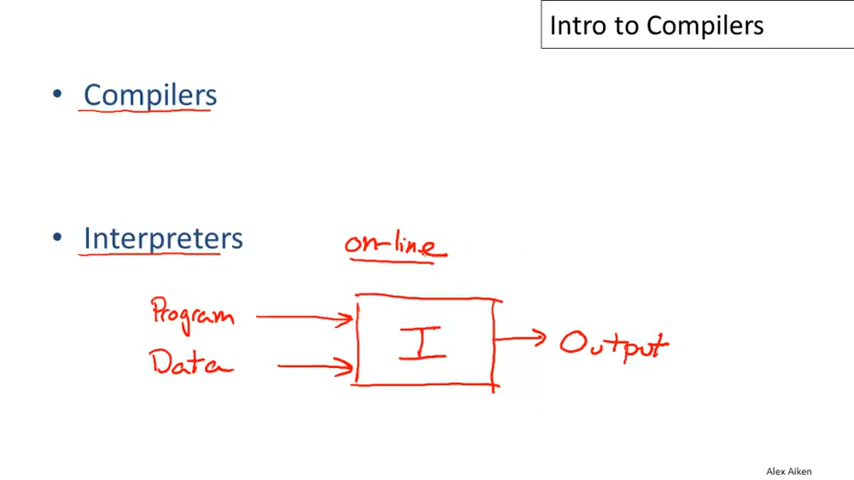 Intro to Compilers
• Compilers
• Interpreters
on-line
Program
Data
I
Output
Alex Aiken